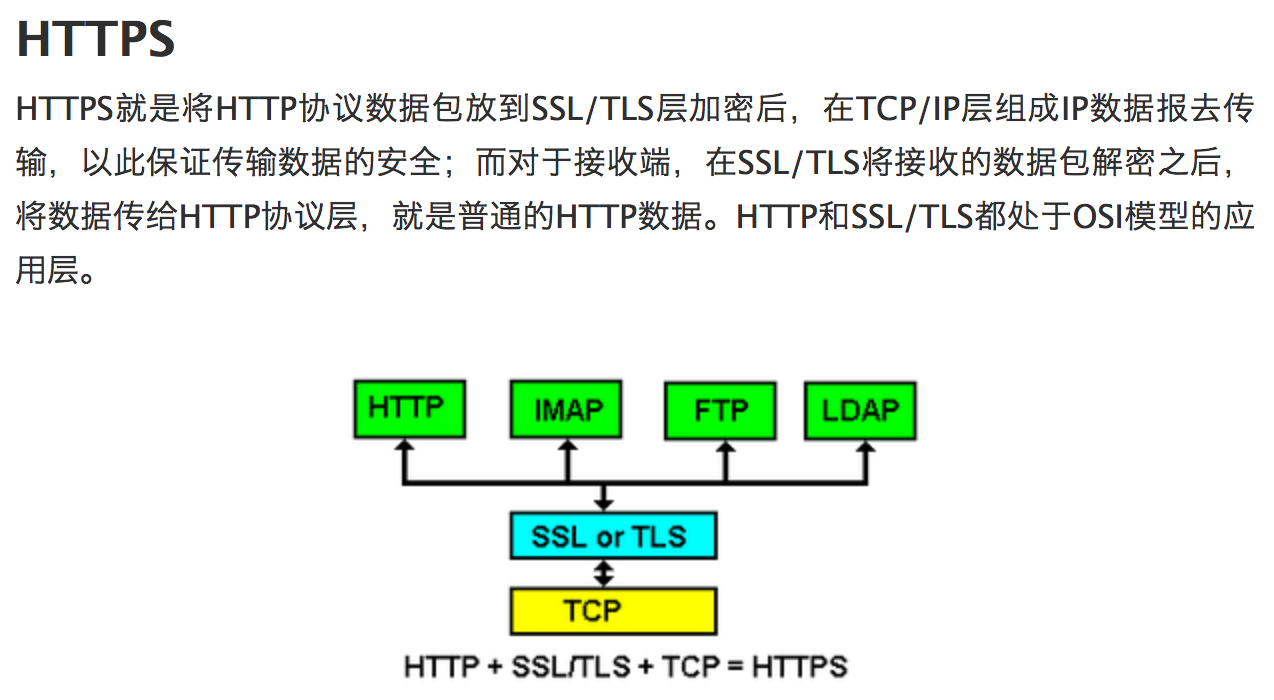 HTTPS
HTTPS就是将HTTP协议数据包放到SSL/TLS层加密后，在TCP/IP层组成IP数据报去传
输，以此保证传输数据的安全；而对于接收端，在SSL/TLS将接收的数据包解密之后，
将数据传给HTTP协议层，就是普通的HTTP数据。HTTP和SSL/TLS都处于OSI模型的应
用层。
HTTP IMAP FTP LDAP
SSL or TLS
TCP
HTTP + SSL/TLS + TCP = HTTPS